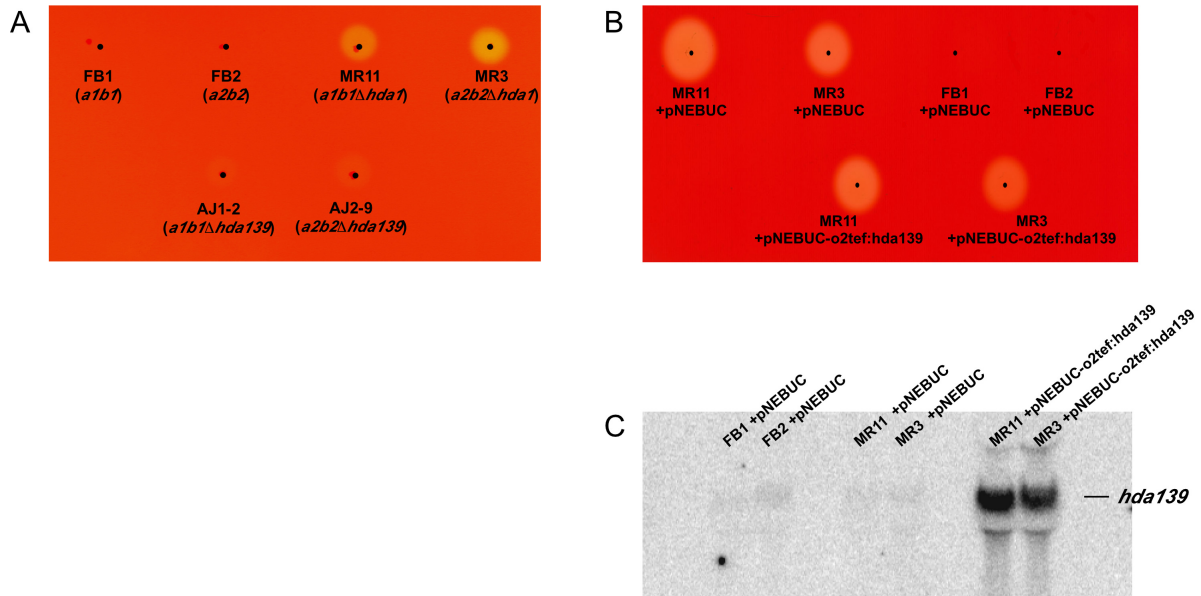 A
FB1
(a1b1)
FB2
(a2b2)
MR11
(a1b1Δhda1)
MR3
(a2b2Δhda1)
AJ1-2
(a1b1Δhda139)
AJ2-9
(a2b2Δhda139)
B
MR11
+pNEBUC
MR3
+pNEBUC
FB1
+pNEBUC
FB2
+pNEBUC
MR11
+pNEBUC-o2tef:hda139
MR3
+pNEBUC-o2tef:hda139
C
FB1 +pNEBUC
FB2 +pNEBUC
MR11 +pNEBUC
MR3 +pNEBUC
MR11 +pNEBUC-o2tef:hda139
MR3 +pNEBUC-o2tef:hda139
hda139